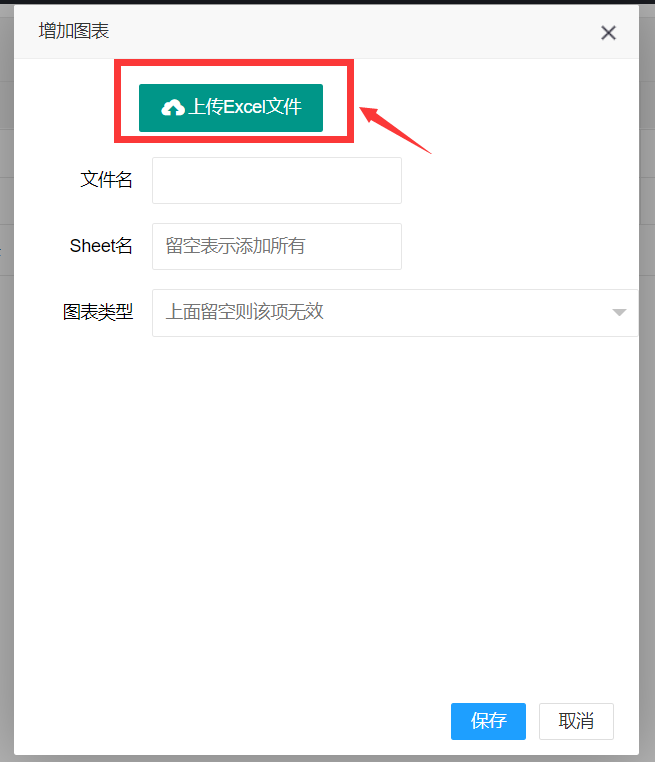 增加图表
上传Excel文件
文件名
Sheet名 留空表示添加所有
图表类型 上面留空则该项无效
保存 取消